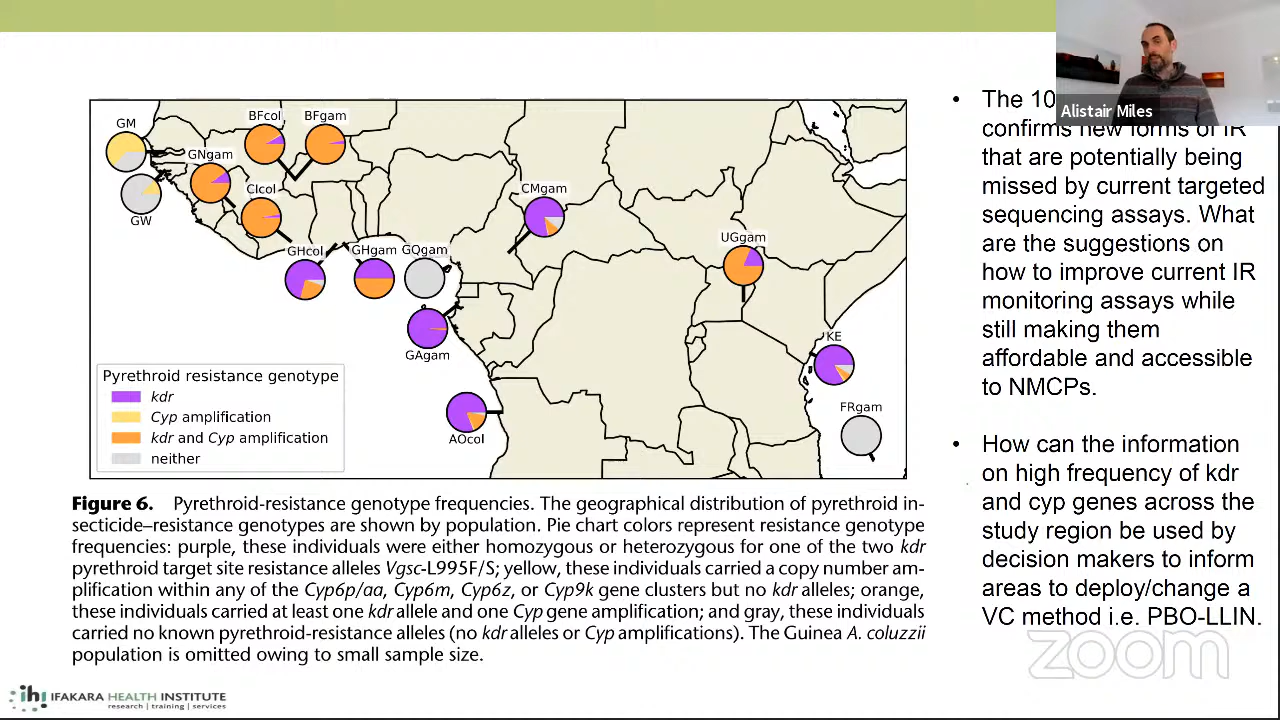 GM
BFcol
BFgam
GNgam
CIcol
GW
CMgam
UGgam
GHcol
GHgam
GQgam
GAgam
KE
FRgam
AOcol
Pyrethroid resistance genotype
kdr
Cyp amplification
kdr and Cyp amplification
neither
Figure 6. Pyrethroid-resistance genotype frequencies. The geographical distribution of pyrethroid in-
secticide–resistance genotypes are shown by population. Pie chart colors represent resistance genotype
frequencies: purple, these individuals were either homozygous or heterozygous for one of the two kdr
pyrethroid target site resistance alleles Vgsc-L995F/S; yellow, these individuals carried a copy number am-
plification within any of the Cyp6p/aa, Cyp6m, Cyp6z, or Cyp9k gene clusters but no kdr alleles; orange,
these individuals carried at least one kdr allele and one Cyp gene amplification; and gray, these individuals
carried no known pyrethroid-resistance alleles (no kdr alleles or Cyp amplifications). The Guinea A. coluzzii
population is omitted owing to small sample size.
• The 10
confirms new forms of IR
that are potentially being
missed by current targeted
sequencing assays. What
are the suggestions on
how to improve current IR
monitoring assays while
still making them
affordable and accessible
to NMCPs.
• How can the information
on high frequency of kdr
and cyp genes across the
study region be used by
decision makers to inform
areas to deploy/change a
VC method i.e. PBO-LLIN.
Alistair Miles
zoom
ihi IFAKARA HEALTH INSTITUTE
research | training | services